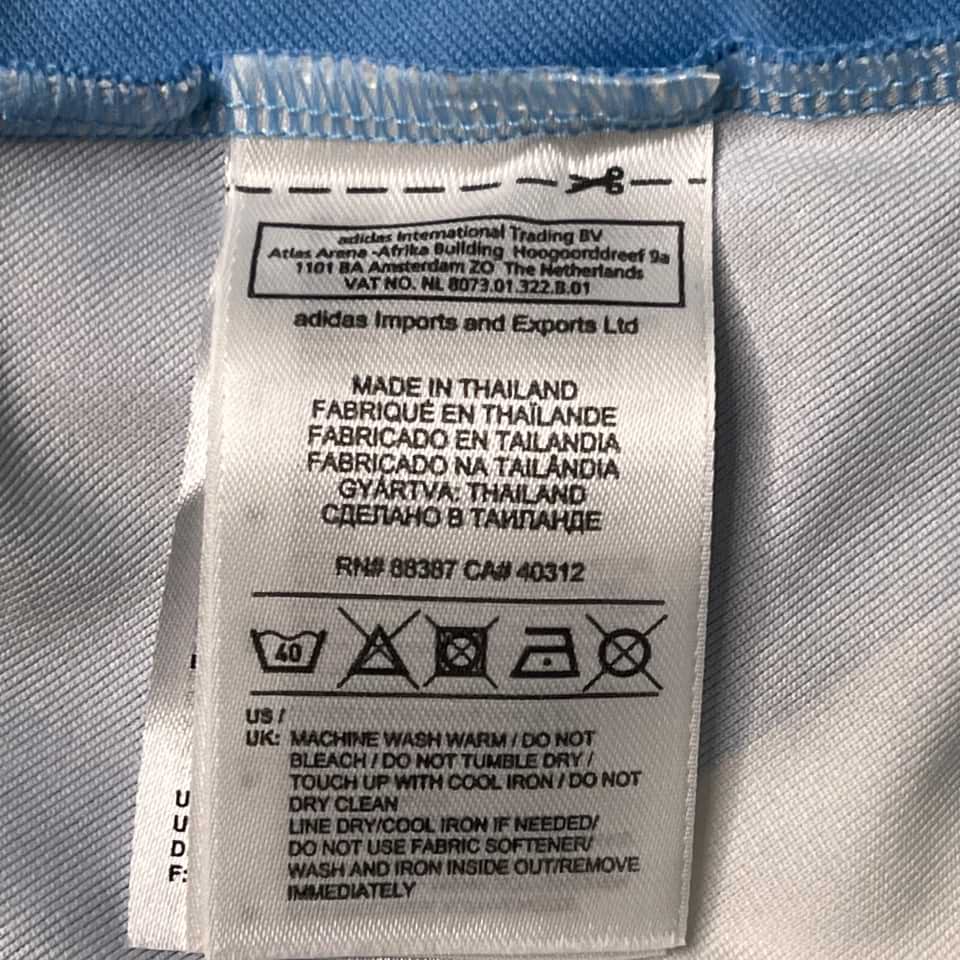 adidas International Trading BV
Atlas Arena -Afrika Building Hoogoorddreef 9a
1101 BA Amsterdam ZO The Netherlands
VAT NO. NL 8073.01.322.B.01
adidas Imports and Exports Ltd
MADE IN THAILAND
FABRIQUÉ EN THAÏLANDE
FABRICADO EN TAILANDIA
FABRICADO NA TAILÂNDIA
GYÁRTVA: THAILAND
СДЕЛАНО В ТАИЛАНДЕ
RN# 88387 CA# 40312
40
US /
UK: MACHINE WASH WARM / DO NOT
BLEACH / DO NOT TUMBLE DRY /
TOUCH UP WITH COOL IRON / DO NOT
DRY CLEAN
LINE DRY/COOL IRON IF NEEDED/
DO NOT USE FABRIC SOFTENER/
WASH AND IRON INSIDE OUT/REMOVE
IMMEDIATELY
U
U
D
F: